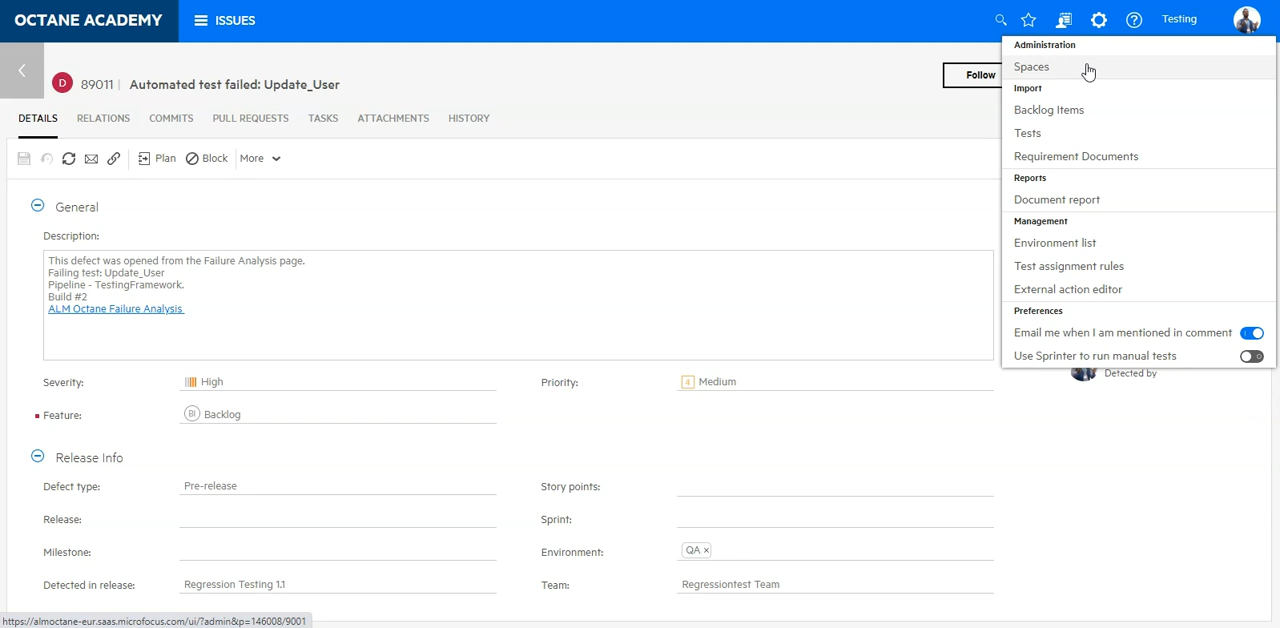 OCTANE ACADEMY
ISSUES
Testing
D 89011 Automated test failed: Update_User
Follow
DETAILS RELATIONS COMMITS PULL REQUESTS TASKS ATTACHMENTS HISTORY
Plan Block More
General
Description:
This defect was opened from the Failure Analysis page.
Failing test: Update_User
Pipeline - TestingFramework.
Build #2
ALM Octane Failure Analysis
Severity: High Priority: 4 Medium
Feature: BI Backlog
Release Info
Defect type: Pre-release Story points:
Release: Sprint:
Milestone: Environment: QA ×
Detected in release: Regression Testing 1.1 Team: Regressiontest Team
Administration
Spaces
Import
Backlog Items
Tests
Requirement Documents
Reports
Document report
Management
Environment list
Test assignment rules
External action editor
Preferences
Email me when I am mentioned in comment
Use Sprinter to run manual tests
Detected by
https://almoctane-eur.saas.microfocus.com/ui/?admin&p=146008/9001